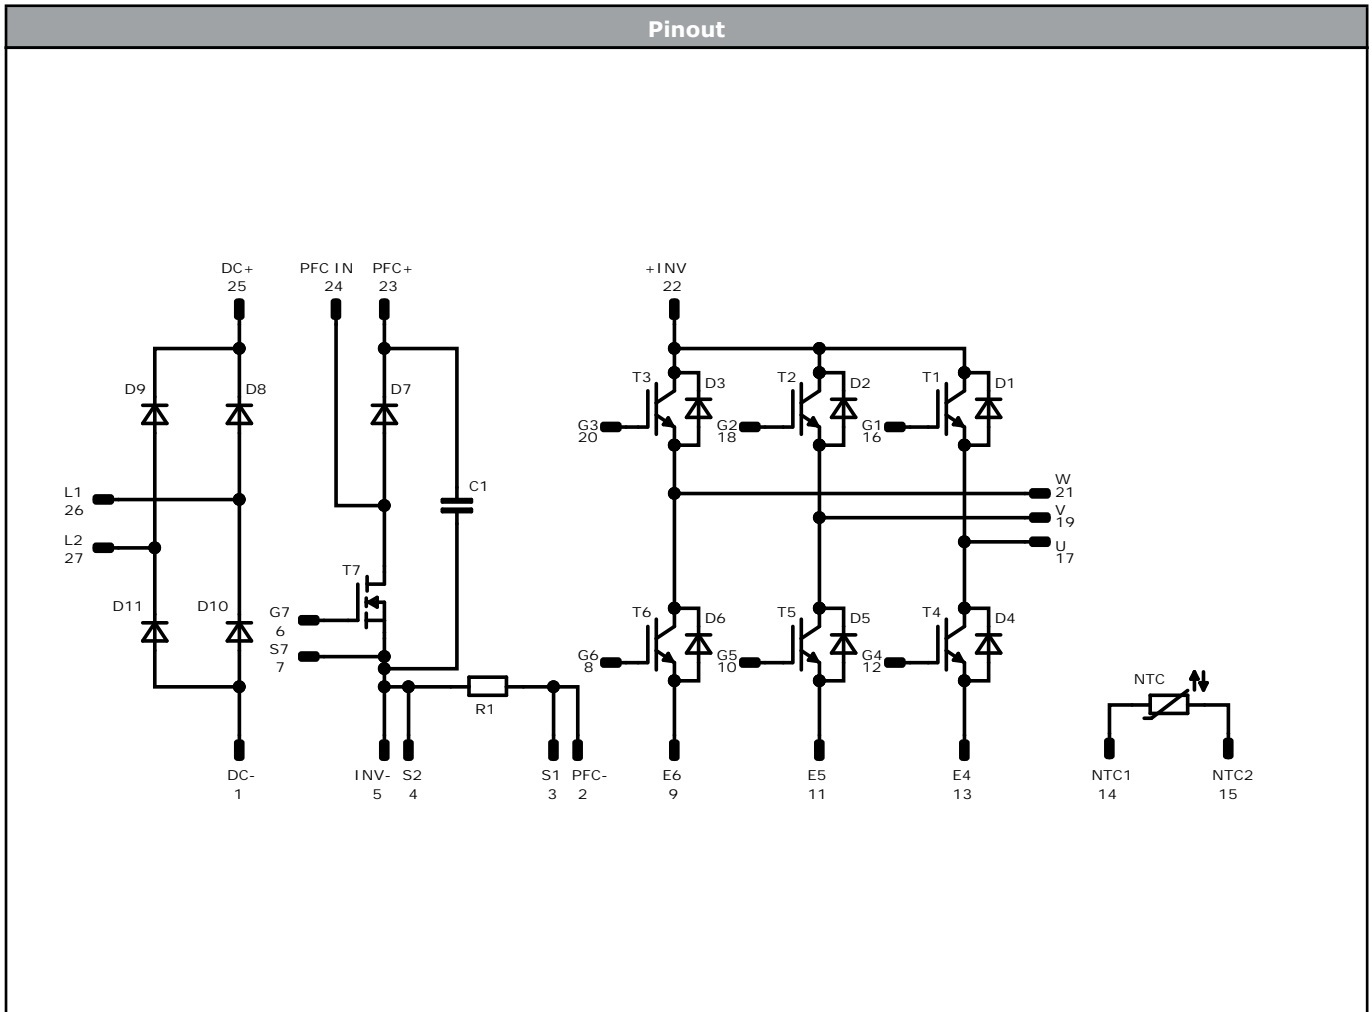 Pinout
DC+
25
PFC IN
24
PFC+
23
+INV
22
D9
D8
D7
T3
D3
T2
D2
T1
D1
G3
20
G2
18
G1
16
L1
26
C1
W
21
V
19
L2
27
U
17
T7
D11
D10
G7
6
S7
7
T6
D6
T5
D5
T4
D4
G6
8
G5
10
G4
12
R1
NTC
DC-
1
INV-
5
S2
4
S1
3
PFC-
2
E6
9
E5
11
E4
13
NTC1
14
NTC2
15